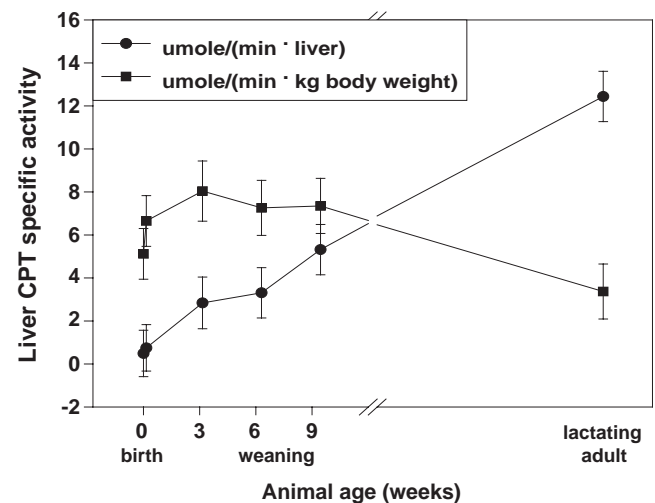 16
14
12
10
8
6
4
2
0
-2
Liver CPT specific activity
umole/(min · liver)
umole/(min · kg body weight)
0 3 6 9
birth weaning
lactating
adult
Animal age (weeks)